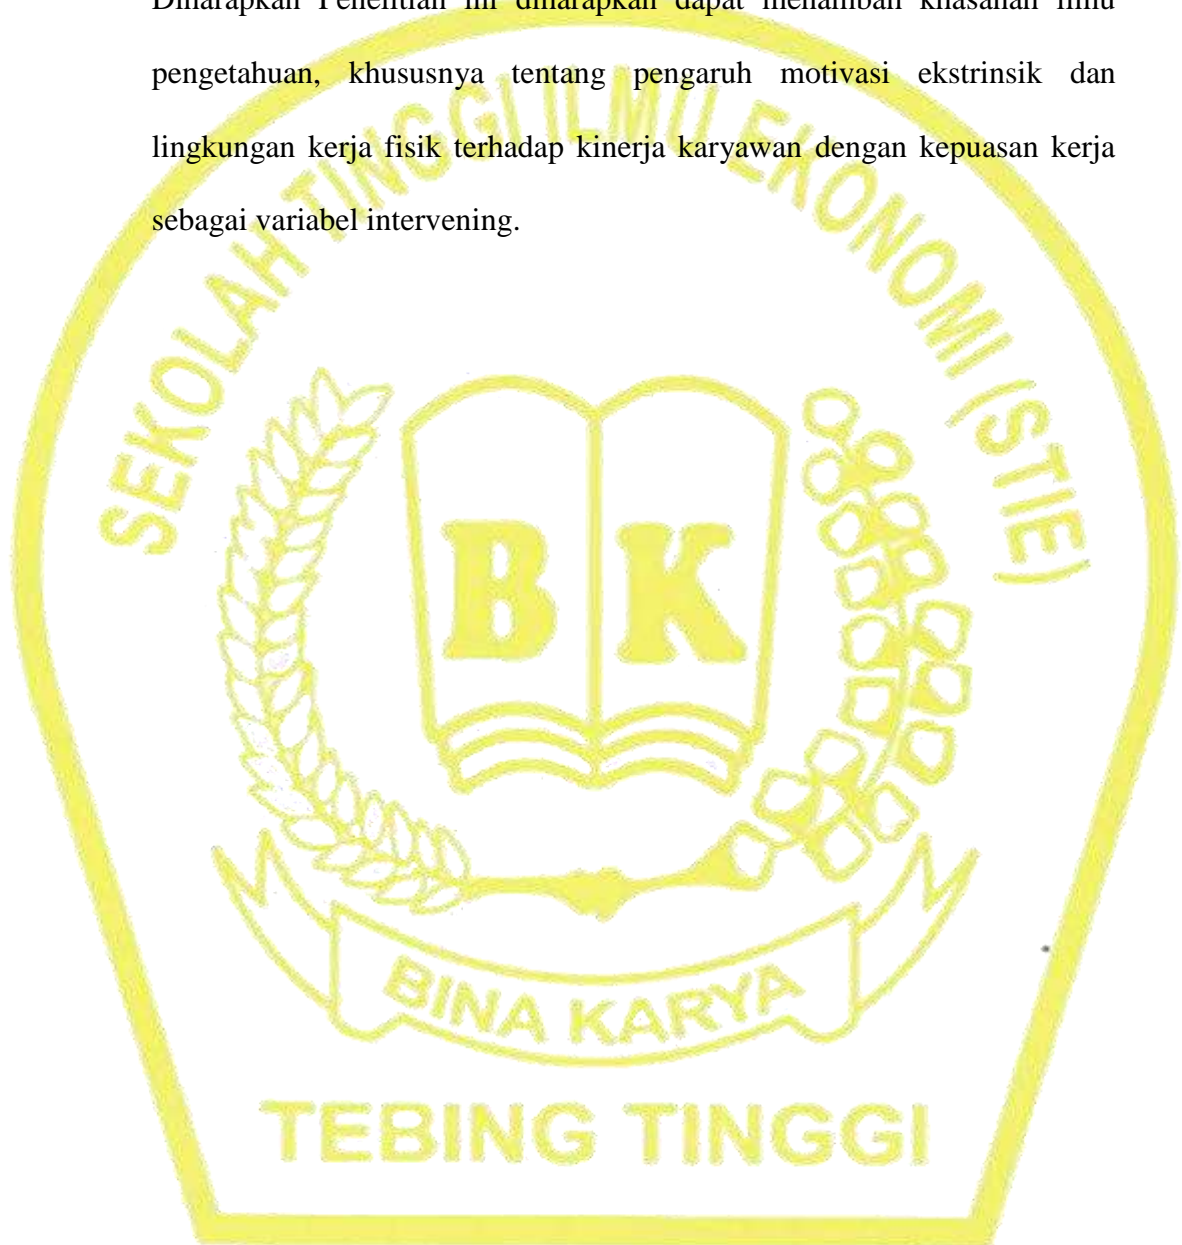 Diharapkan Penelitian ini diharapkan dapat menambah khasanah ilmu
pengetahuan, khususnya tentang pengaruh motivasi ekstrinsik dan
lingkungan kerja fisik terhadap kinerja karyawan dengan kepuasan kerja
sebagai variabel intervening.
SEKOLAH TINGGI ILMU EKONOMI (STIE)
B K
BINA KARYA
TEBING TINGGI